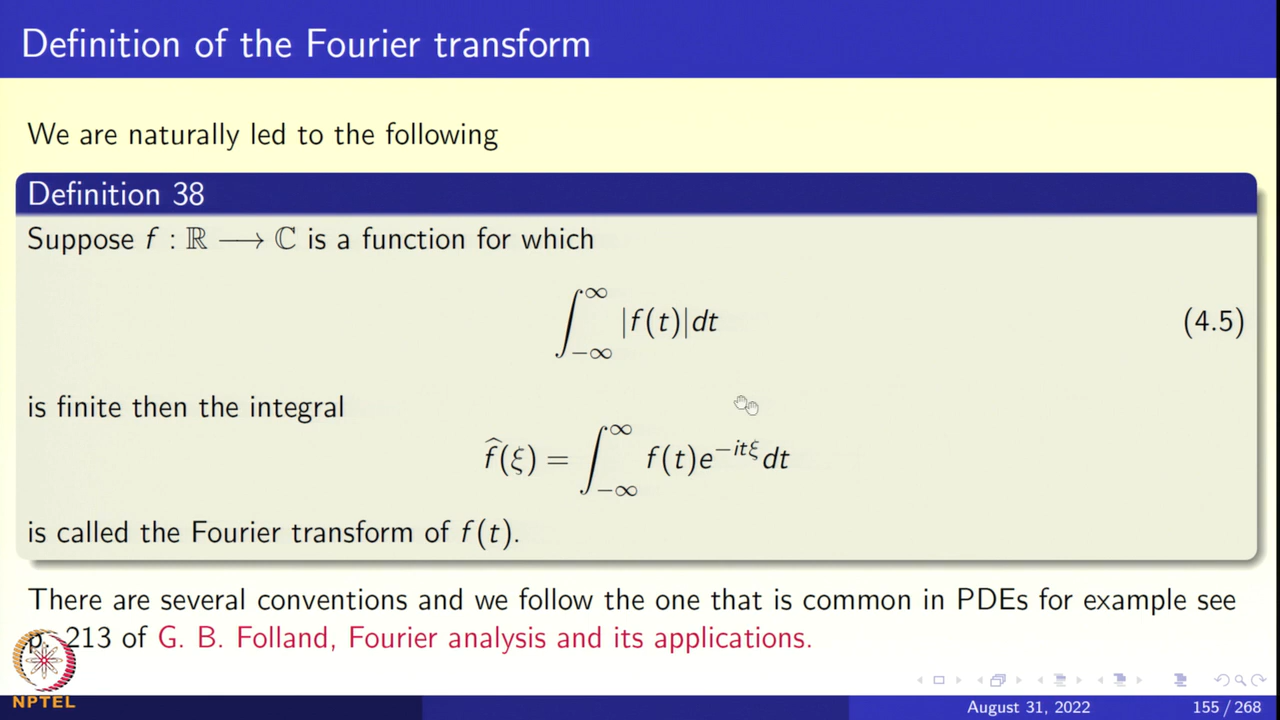 Definition of the Fourier transform
We are naturally led to the following
Definition 38
Suppose f : ℝ ⟶ ℂ is a function for which
∫_{−∞}^{∞} |f(t)|dt (4.5)
is finite then the integral
f̂(ξ) = ∫_{−∞}^{∞} f(t)e^{−itξ}dt
is called the Fourier transform of f(t).
There are several conventions and we follow the one that is common in PDEs for example see
p. 213 of G. B. Folland, Fourier analysis and its applications.
NPTEL
August 31, 2022 155 / 268